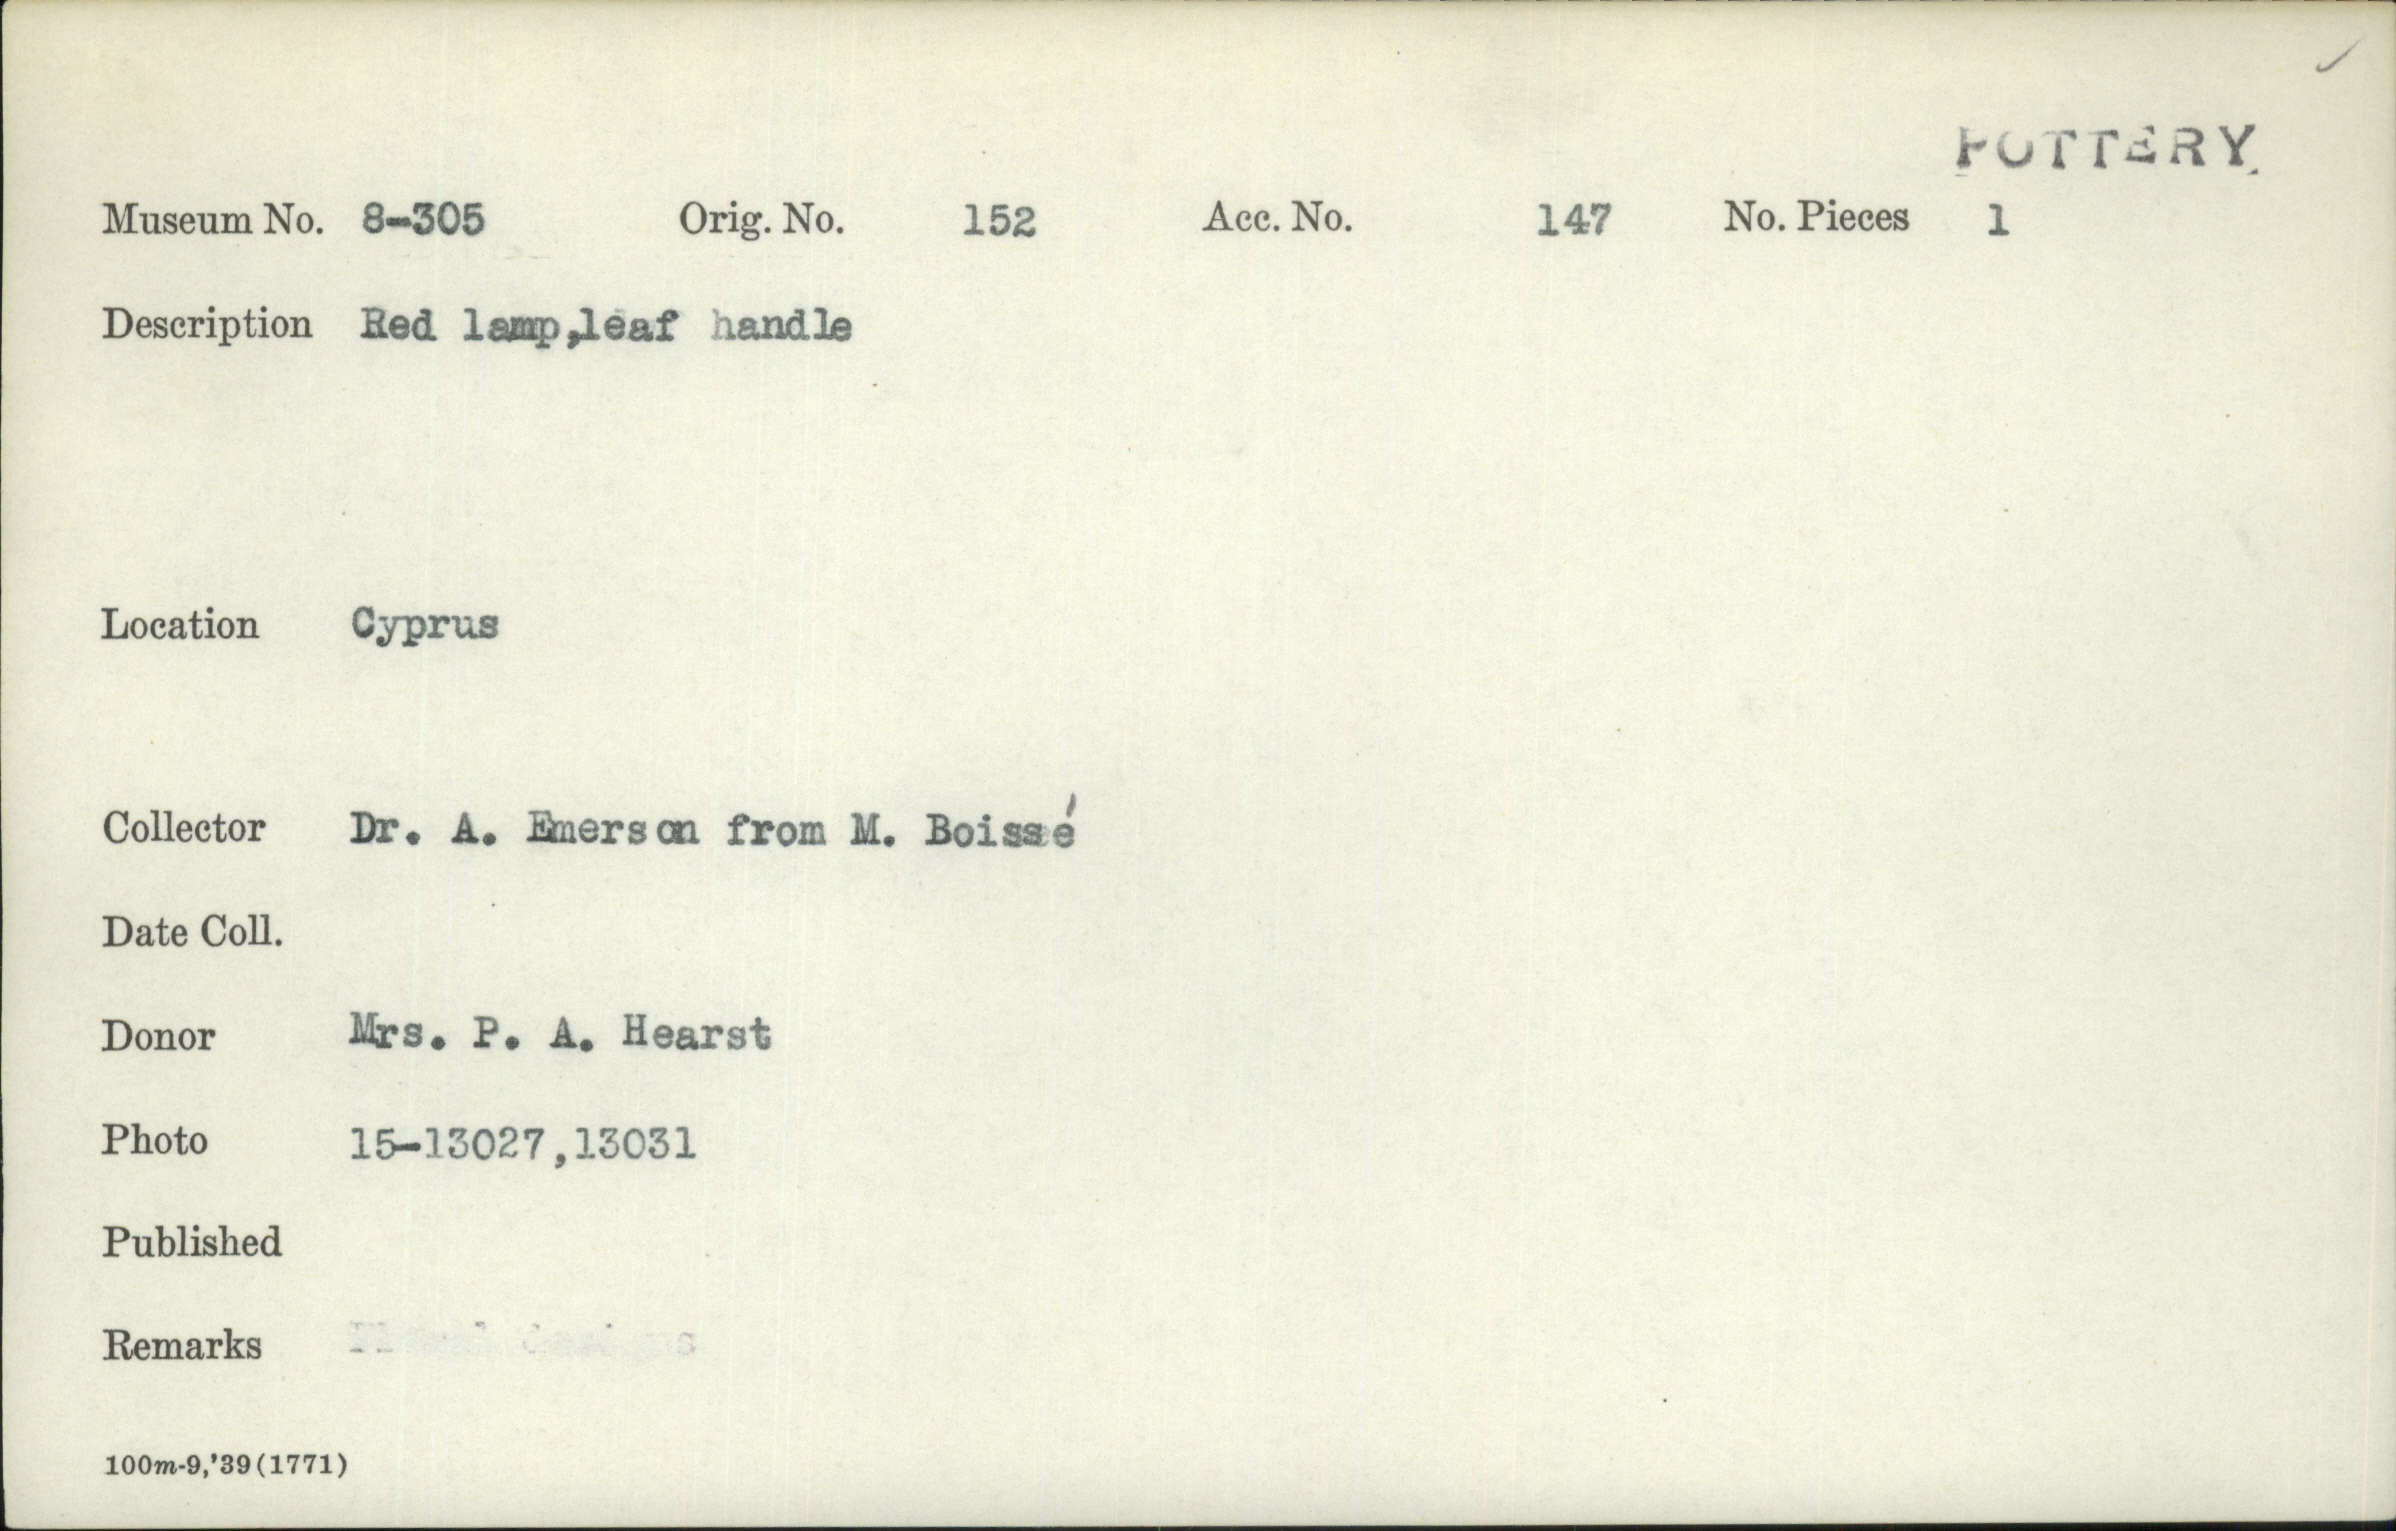 POTTERY
Museum No. 8-305 Orig. No. 152 Acc. No. 147 No. Pieces 1
Description Red lamp,leaf handle
Location Cyprus
Collector Dr. A. Emerson from M. Boissé
Date Coll.
Donor Mrs. P. A. Hearst
Photo 15-13027,13031
Published
Remarks
100m-9,'39(1771)